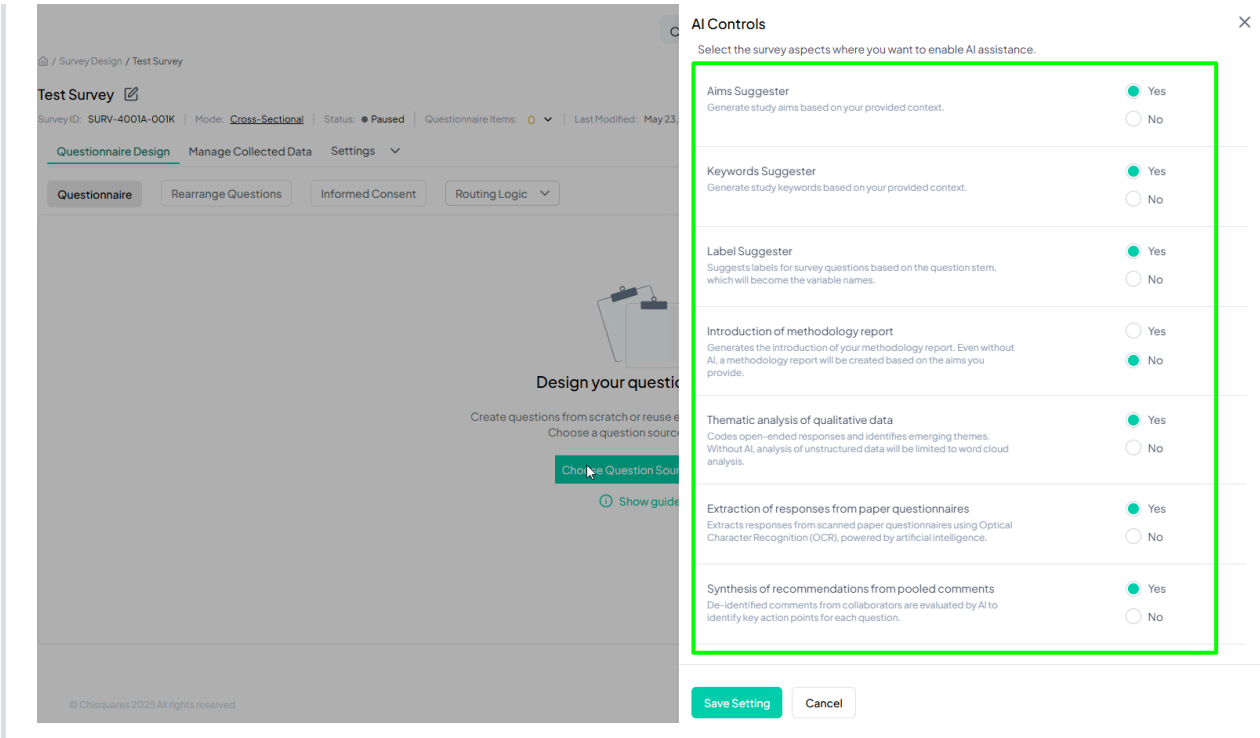 / Survey Design / Test Survey
Test Survey
Survey ID: SURV-4001A-001K | Mode: Cross-Sectional | Status: Paused | Questionnaire Items: 0 | Last Modified: May 23,
Questionnaire Design Manage Collected Data Settings
Questionnaire Rearrange Questions Informed Consent Routing Logic
Design your
Create questions from scratch or reuse
Choose a question source
Choose Question
Show guide
© Chisquares 2025 All rights reserved
AI Controls
Select the survey aspects where you want to enable AI assistance.
Aims Suggester Yes
Generate study aims based on your provided context.
No
Keywords Suggester Yes
Generate study keywords based on your provided context.
No
Label Suggester Yes
Suggests labels for survey questions based on the question stem,
which will become the variable names. No
Introduction of methodology report Yes
Generates the introduction of your methodology report. Even without
AI, a methodology report will be created based on the aims you No
provide.
Thematic analysis of qualitative data Yes
Codes open-ended responses and identifies emerging themes.
Without AI, analysis of unstructured data will be limited to word cloud No
analysis.
Extraction of responses from paper questionnaires Yes
Extracts responses from scanned paper questionnaires using Optical
Character Recognition (OCR), powered by artificial intelligence. No
Synthesis of recommendations from pooled comments Yes
De-identified comments from collaborators are evaluated by AI to
identify key action points for each question. No
Save Setting Cancel